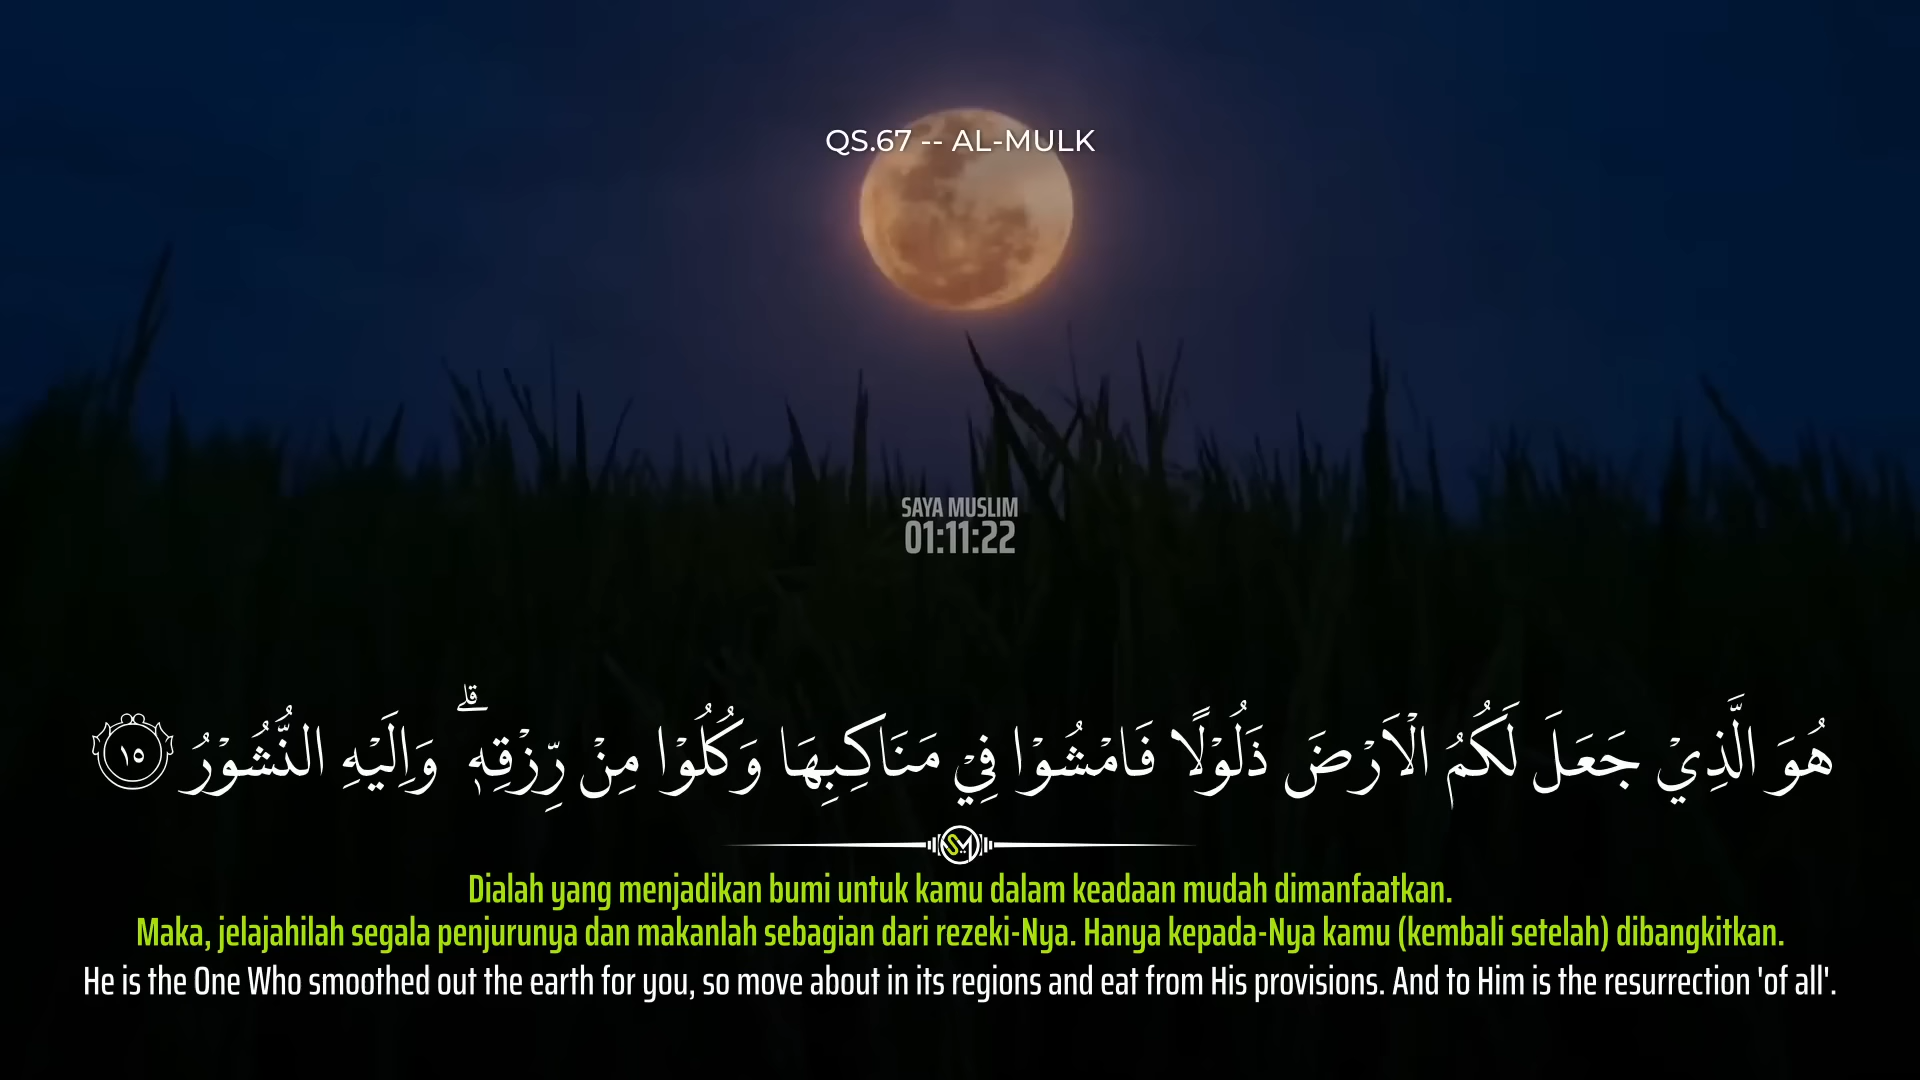 QS.67 -- AL-MULK
SAYA MUSLIM
01:11:22
هُوَ الَّذِيْ جَعَلَ لَكُمُ الْاَرْضَ ذَلُوْلًا فَامْشُوْا فِيْ مَنَاكِبِهَا وَكُلُوْا مِنْ رِّزْقِهٖۗ وَاِلَيْهِ النُّشُوْرُ ١٥
SM
Dialah yang menjadikan bumi untuk kamu dalam keadaan mudah dimanfaatkan.
Maka, jelajahilah segala penjurunya dan makanlah sebagian dari rezeki-Nya. Hanya kepada-Nya kamu (kembali setelah) dibangkitkan.
He is the One Who smoothed out the earth for you, so move about in its regions and eat from His provisions. And to Him is the resurrection 'of all'.